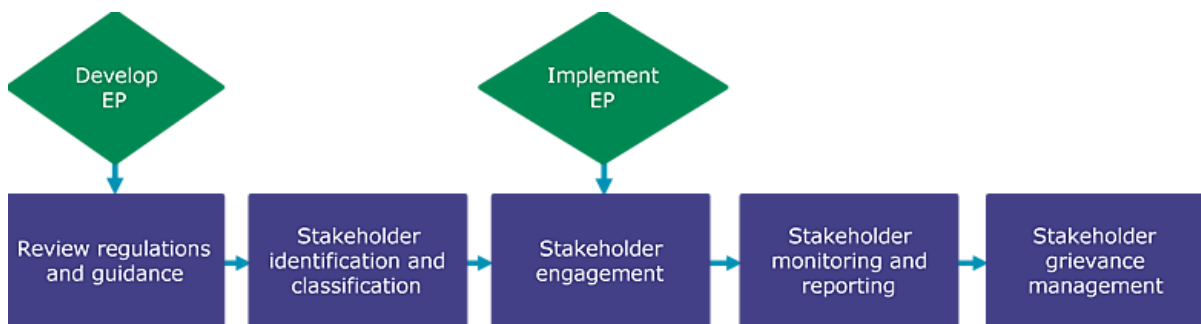 Develop
EP
Implement
EP
Review regulations
and guidance
Stakeholder
identification and
classification
Stakeholder
engagement
Stakeholder
monitoring and
reporting
Stakeholder
grievance
management